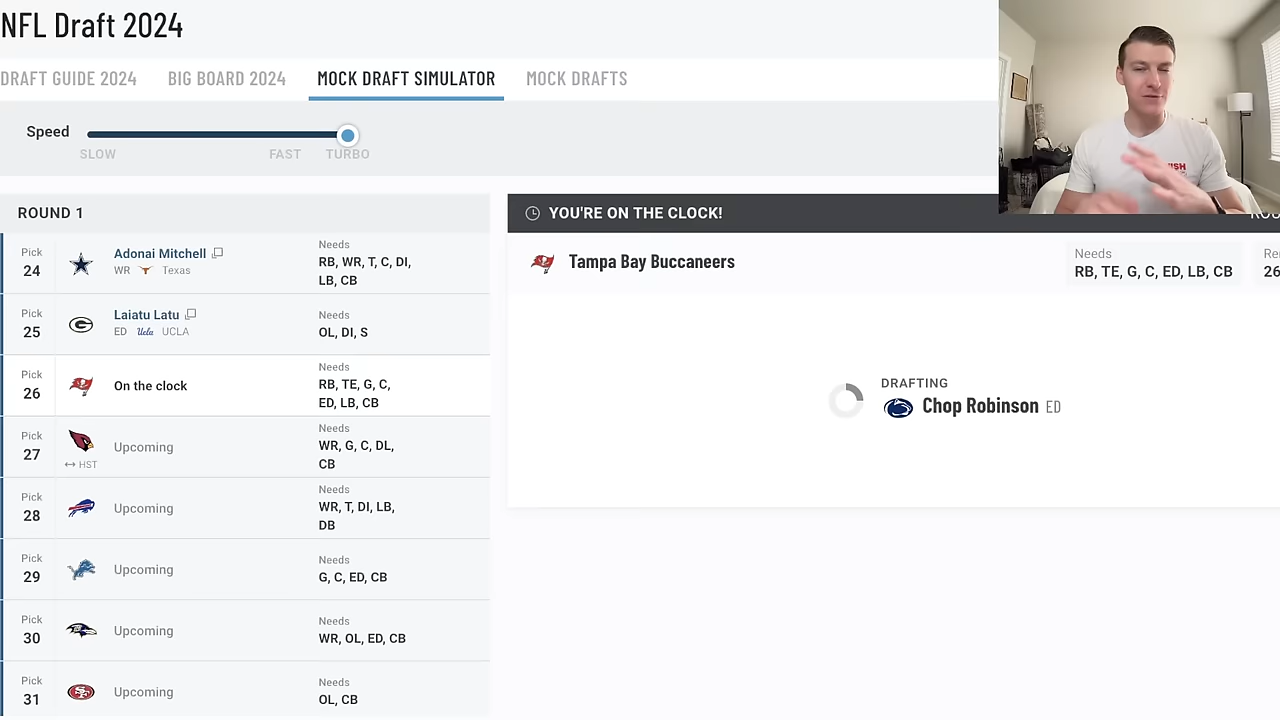 NFL Draft 2024
DRAFT GUIDE 2024
BIG BOARD 2024
MOCK DRAFT SIMULATOR
MOCK DRAFTS
Speed
SLOW
FAST
TURBO
ROUND 1
Pick
24
Adonai Mitchell
WR Texas
Needs
RB, WR, T, C, DI,
LB, CB
Pick
25
Laiatu Latu
ED Ucla UCLA
Needs
OL, DI, S
Pick
26
On the clock
Needs
RB, TE, G, C,
ED, LB, CB
Pick
27
HST
Upcoming
Needs
WR, G, C, DL,
CB
Pick
28
Upcoming
Needs
WR, T, DI, LB,
DB
Pick
29
Upcoming
Needs
G, C, ED, CB
Pick
30
Upcoming
Needs
WR, OL, ED, CB
Pick
31
Upcoming
Needs
OL, CB
YOU'RE ON THE CLOCK!
Tampa Bay Buccaneers
Needs
RB, TE, G, C, ED, LB, CB
26
DRAFTING
Chop Robinson ED